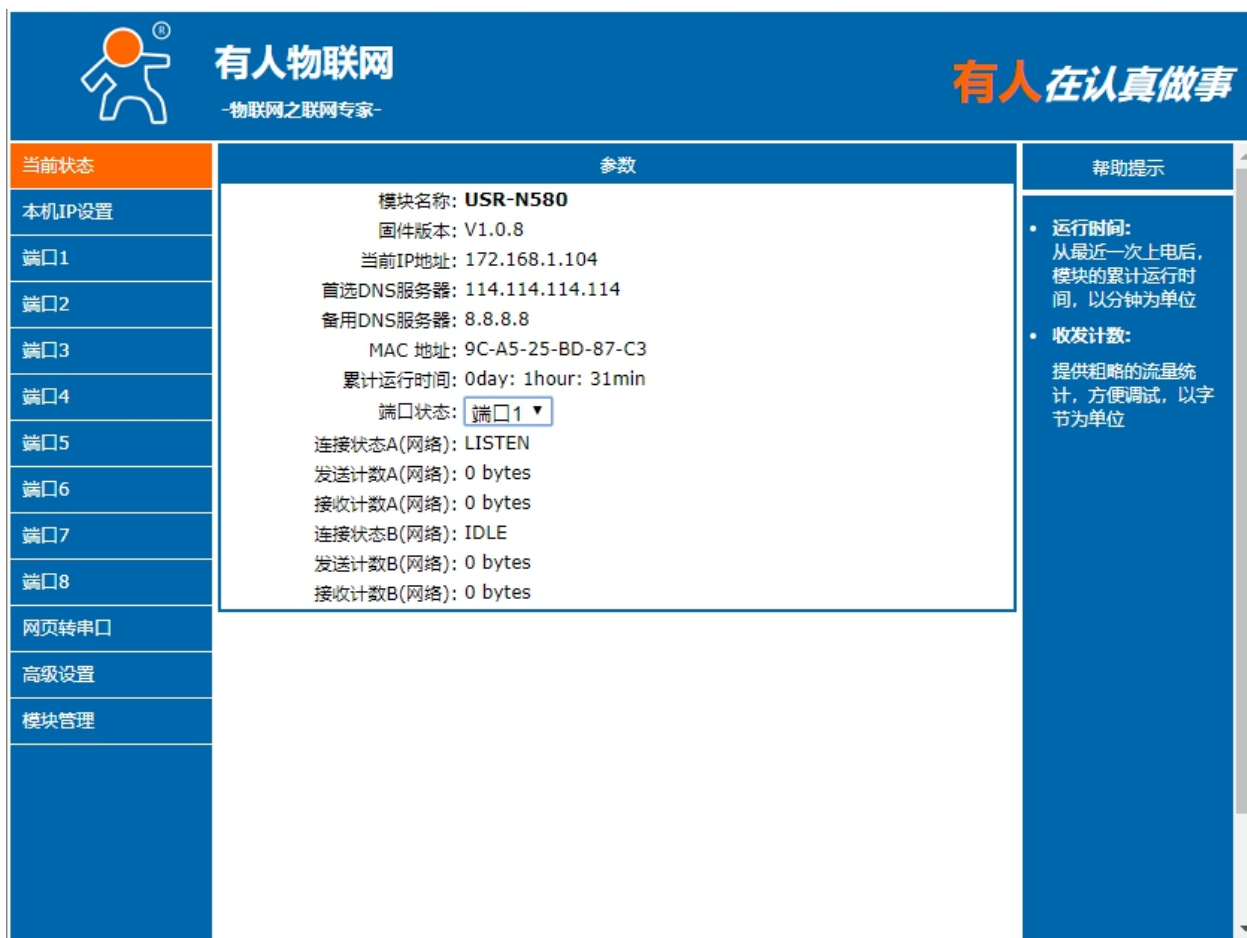 ®
有人物联网
-物联网之联网专家-
有人在认真做事
当前状态
本机IP设置
端口1
端口2
端口3
端口4
端口5
端口6
端口7
端口8
网页转串口
高级设置
模块管理
参数
模块名称: USR-N580
固件版本: V1.0.8
当前IP地址: 172.168.1.104
首选DNS服务器: 114.114.114.114
备用DNS服务器: 8.8.8.8
MAC 地址: 9C-A5-25-BD-87-C3
累计运行时间: 0day: 1hour: 31min
端口状态: 端口1 ▼
连接状态A(网络): LISTEN
发送计数A(网络): 0 bytes
接收计数A(网络): 0 bytes
连接状态B(网络): IDLE
发送计数B(网络): 0 bytes
接收计数B(网络): 0 bytes
帮助提示
• 运行时间:
从最近一次上电后，
模块的累计运行时
间，以分钟为单位
• 收发计数:
提供粗略的流量统
计，方便调试，以字
节为单位